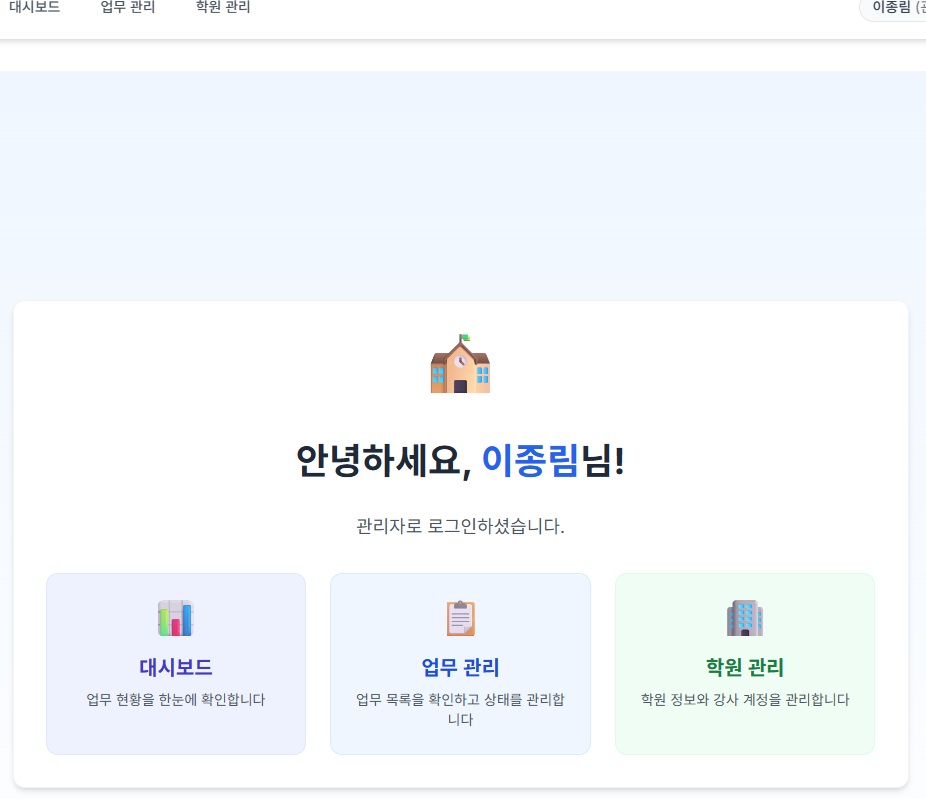 대시보드 업무 관리 학원 관리 이종림
안녕하세요, 이종림님!
관리자로 로그인하셨습니다.
대시보드
업무 현황을 한눈에 확인합니다
업무 관리
업무 목록을 확인하고 상태를 관리합
니다
학원 관리
학원 정보와 강사 계정을 관리합니다